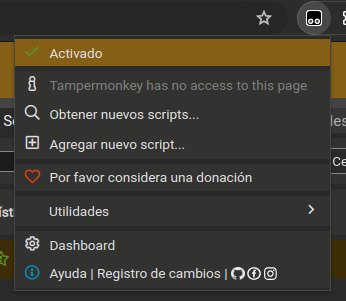 Activado
Tampermonkey has no access to this page
Obtener nuevos scripts...
Agregar nuevo script...
Por favor considera una donación
Utilidades
Dashboard
Ayuda | Registro de cambios |